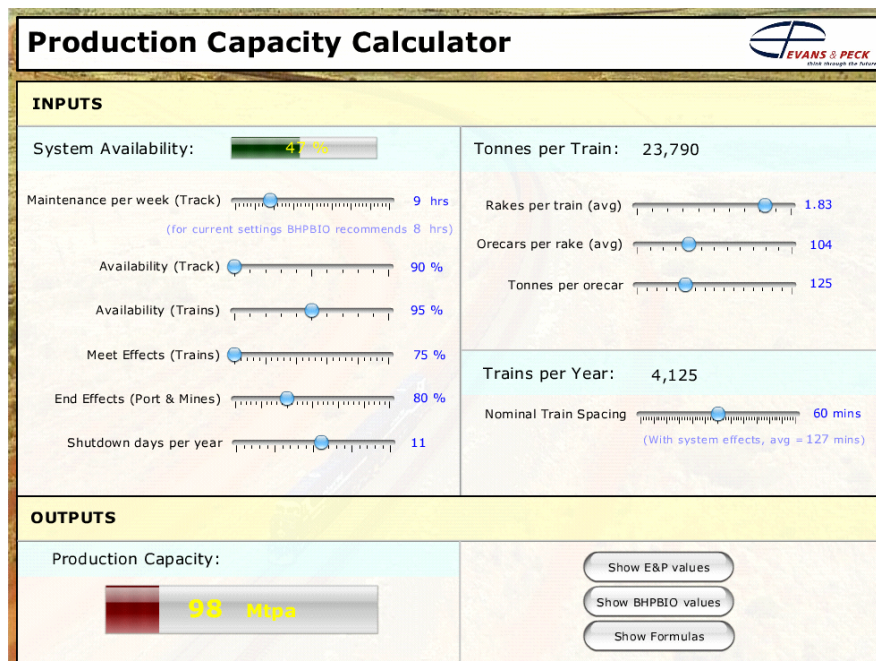 Production Capacity Calculator
EVANS & PECK
think through the future
INPUTS
System Availability:
47 %
Maintenance per week (Track)
9 hrs
(for current settings BHPBIO recommends 8 hrs)
Availability (Track)
90 %
Availability (Trains)
95 %
Meet Effects (Trains)
75 %
End Effects (Port & Mines)
80 %
Shutdown days per year
11
Tonnes per Train: 23,790
Rakes per train (avg)
1.83
Orecars per rake (avg)
104
Tonnes per orecar
125
Trains per Year: 4,125
Nominal Train Spacing
60 mins
(With system effects, avg = 127 mins)
OUTPUTS
Production Capacity:
98 Mtpa
Show E&P values
Show BHPBIO values
Show Formulas